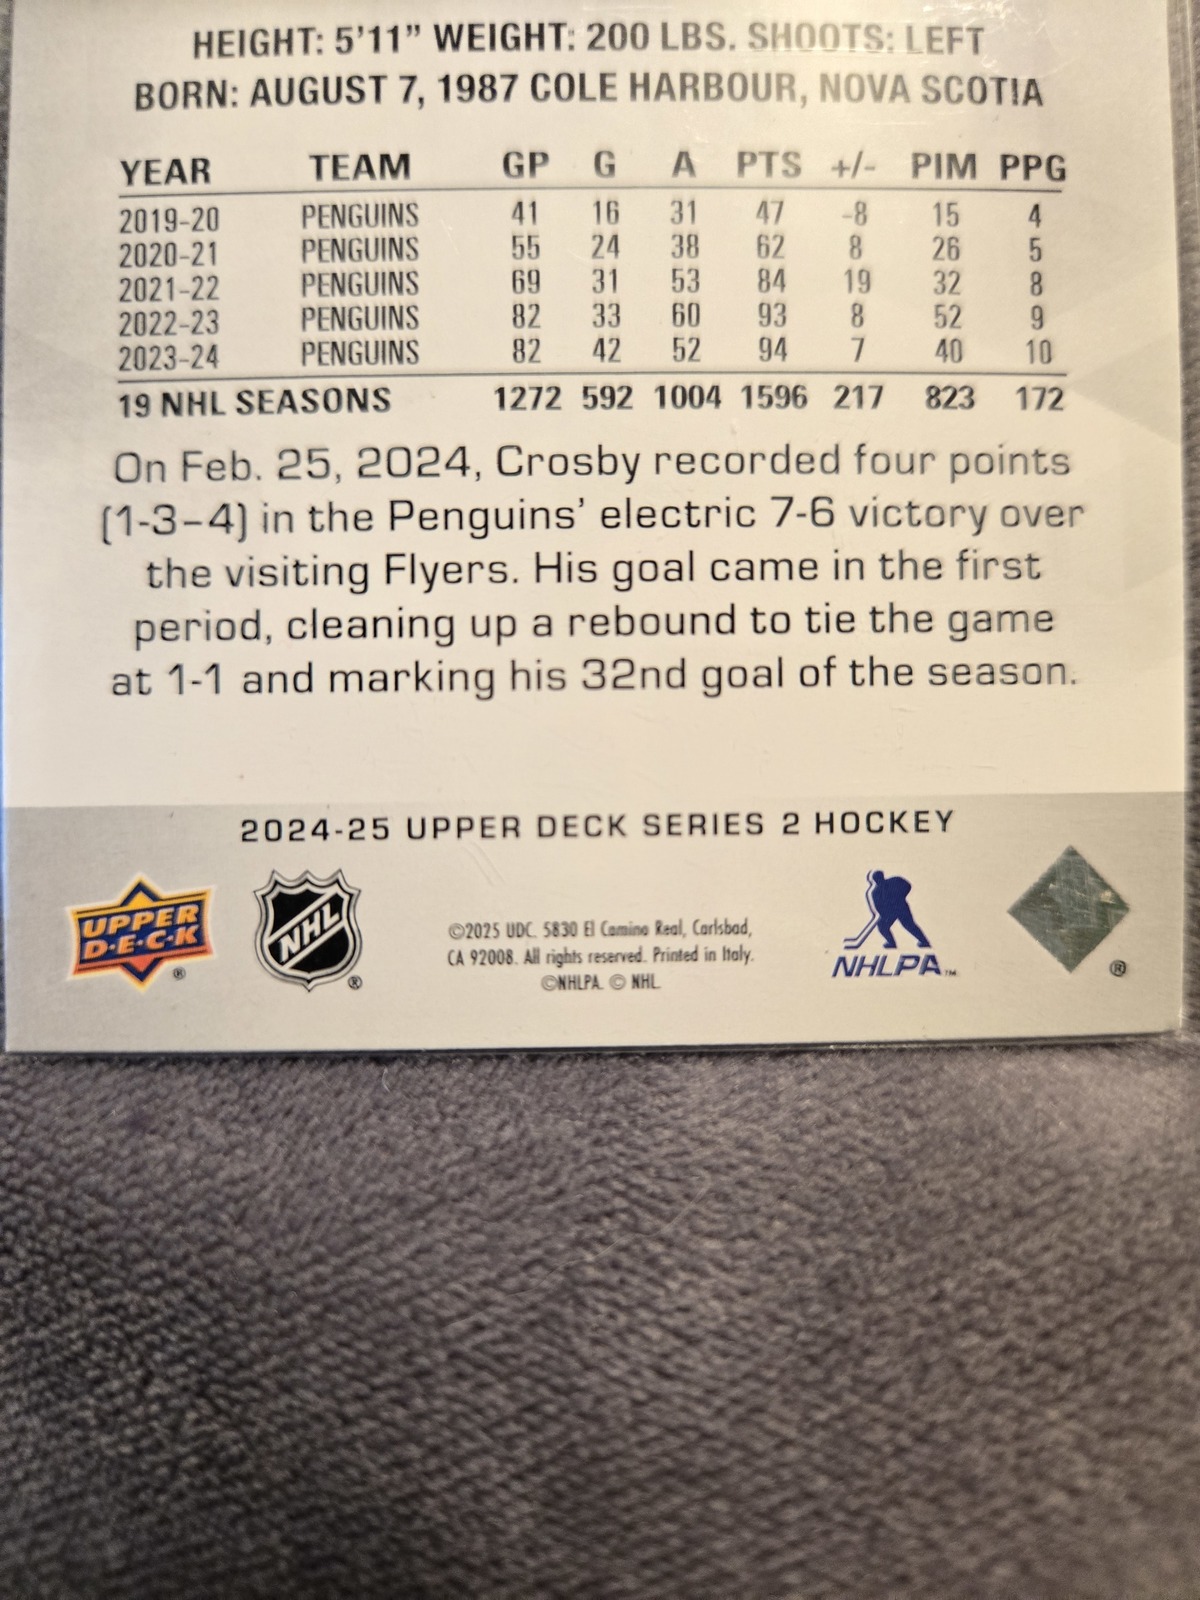 HEIGHT: 5'11" WEIGHT: 200 LBS. SHOOTS: LEFT
BORN: AUGUST 7, 1987 COLE HARBOUR, NOVA SCOTIA
YEAR TEAM GP G A PTS +/- PIM PPG
2019-20 PENGUINS 41 16 31 47 -8 15 4
2020-21 PENGUINS 55 24 38 62 8 26 5
2021-22 PENGUINS 69 31 53 84 19 32 8
2022-23 PENGUINS 82 33 60 93 8 52 9
2023-24 PENGUINS 82 42 52 94 7 40 10
19 NHL SEASONS 1272 592 1004 1596 217 823 172
On Feb. 25, 2024, Crosby recorded four points
(1-3–4) in the Penguins' electric 7-6 victory over
the visiting Flyers. His goal came in the first
period, cleaning up a rebound to tie the game
at 1-1 and marking his 32nd goal of the season.
2024-25 UPPER DECK SERIES 2 HOCKEY
UPPER
D·E·C·K
®
NHL
®
©2025 UDC. 5830 El Camino Real, Carlsbad,
CA 92008. All rights reserved. Printed in Italy.
©NHLPA. © NHL.
NHLPA™
®